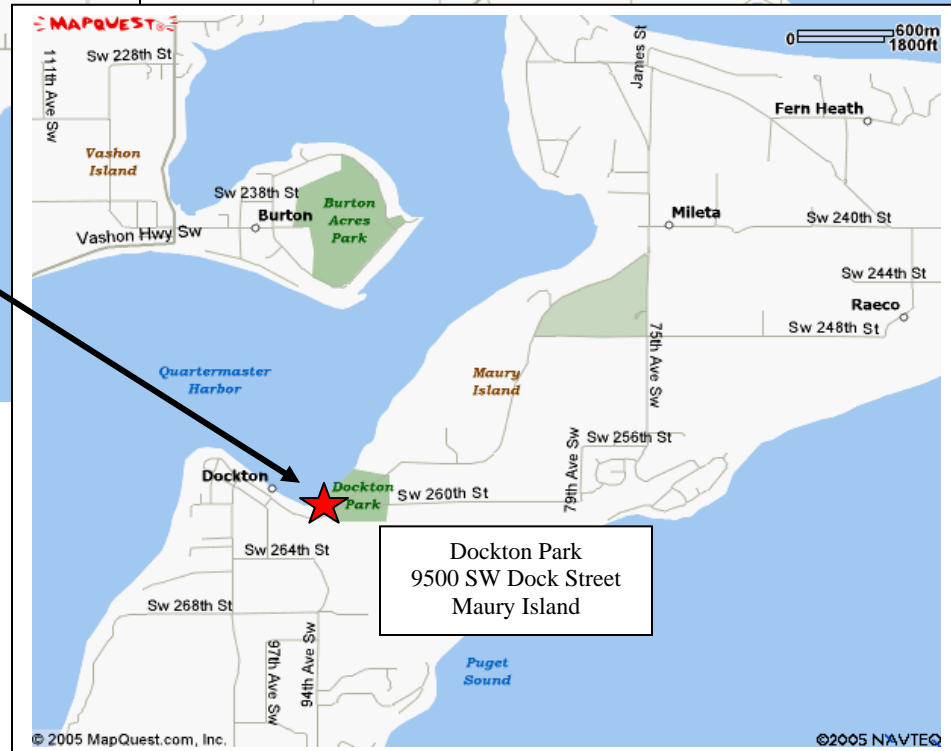 MAPQUEST
0 600m
1800ft
Sw 228th St
111th Ave Sw
James St
Fern Heath
Vashon
Island
Sw 238th St
Burton
Burton
Acres
Park
Mileta
Sw 240th St
Vashon Hwy Sw
Sw 244th St
Raeco
Sw 248th St
75th Ave Sw
Quartermaster
Harbor
Maury
Island
Sw 256th St
79th Ave Sw
Dockton
Dockton
Park
Sw 260th St
Sw 264th St
Dockton Park
9500 SW Dock Street
Maury Island
Sw 268th St
97th Ave Sw
94th Ave Sw
Puget
Sound
© 2005 MapQuest.com, Inc.
©2005 NAVTEQ